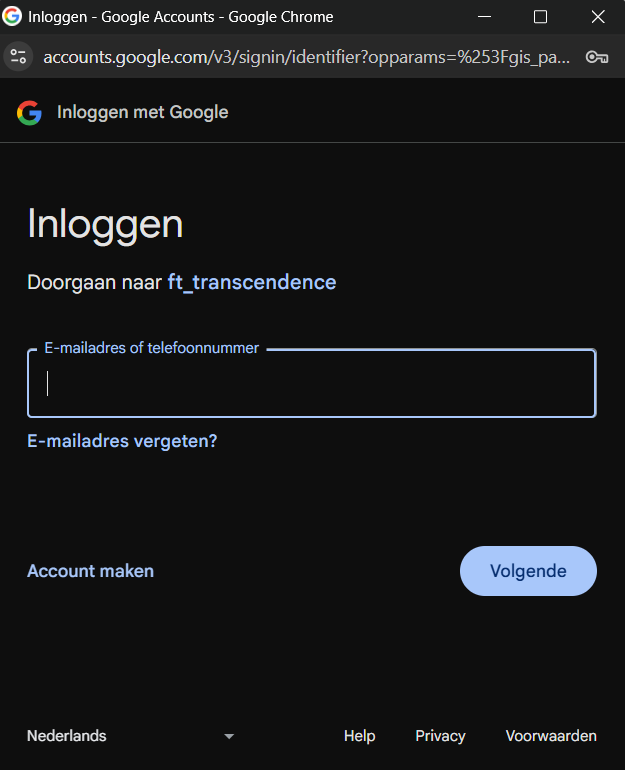 Inloggen - Google Accounts - Google Chrome
accounts.google.com/v3/signin/identifier?opparams=%253Fgis_pa...
Inloggen met Google
Inloggen
Doorgaan naar ft_transcendence
E-mailadres of telefoonnummer
E-mailadres vergeten?
Account maken Volgende
Nederlands Help Privacy Voorwaarden